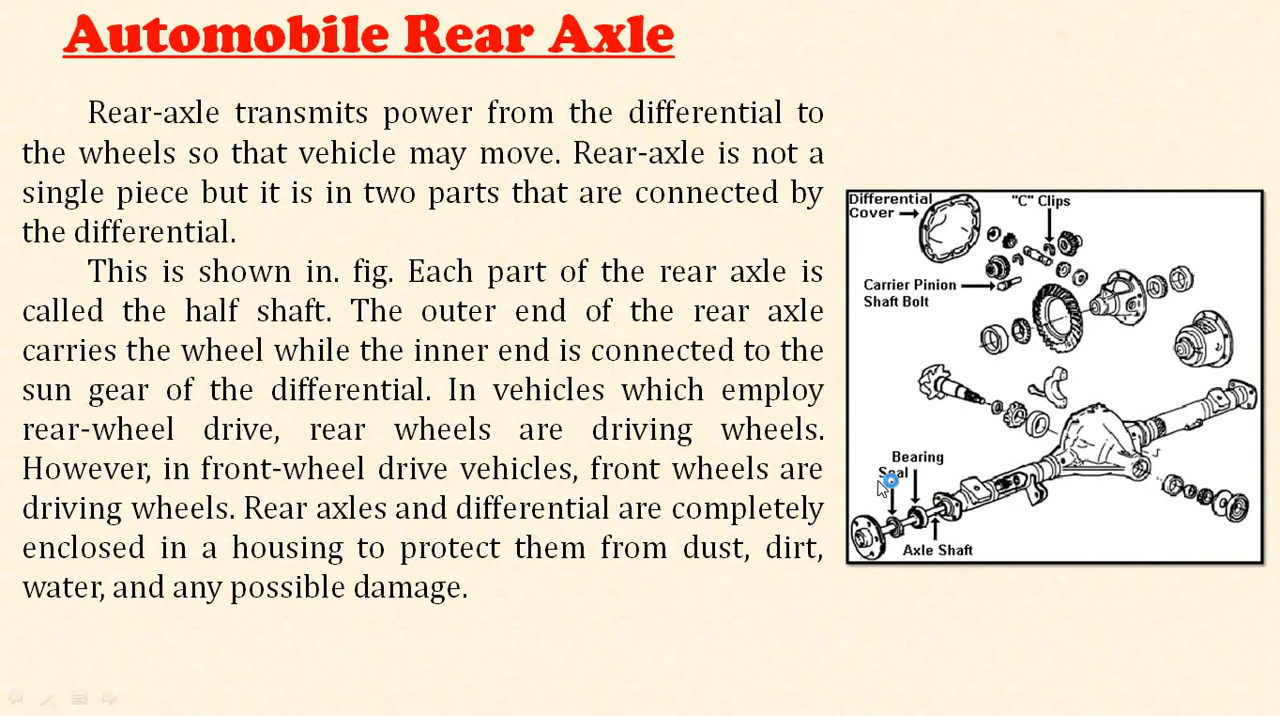 Automobile Rear Axle
Rear-axle transmits power from the differential to
the wheels so that vehicle may move. Rear-axle is not a
single piece but it is in two parts that are connected by
the differential.
This is shown in. fig. Each part of the rear axle is
called the half shaft. The outer end of the rear axle
carries the wheel while the inner end is connected to the
sun gear of the differential. In vehicles which employ
rear-wheel drive, rear wheels are driving wheels.
However, in front-wheel drive vehicles, front wheels are
driving wheels. Rear axles and differential are completely
enclosed in a housing to protect them from dust, dirt,
water, and any possible damage.
Differential
Cover
"C" Clips
Carrier Pinion
Shaft Bolt
Bearing
Seal
Axle Shaft